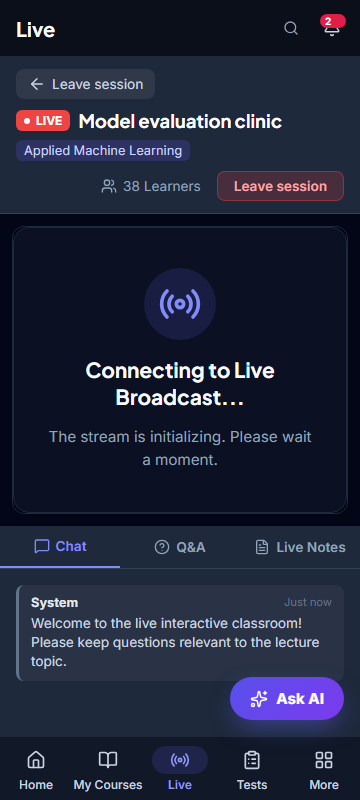 Live
2
Leave session
LIVE
Model evaluation clinic
Applied Machine Learning
38 Learners
Leave session
Connecting to Live
Broadcast...
The stream is initializing. Please wait
a moment.
Chat
Q&A
Live Notes
System
Just now
Welcome to the live interactive classroom!
Please keep questions relevant to the lecture
topic.
Ask AI
Home
My Courses
Live
Tests
More